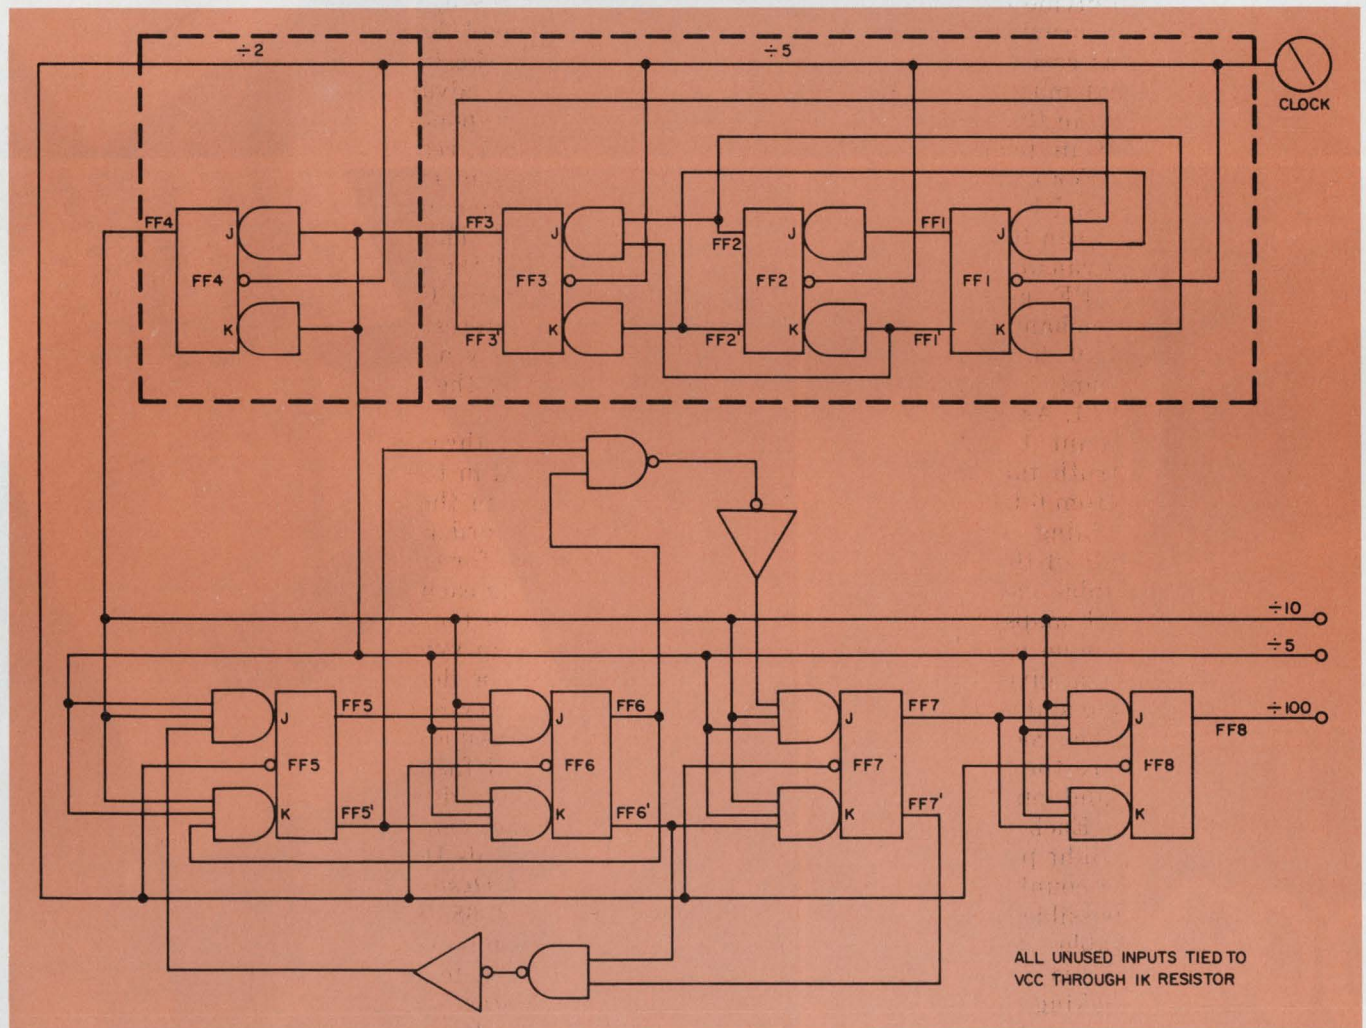 ÷2
÷5
CLOCK
FF4
J
FF4
K
FF3
J
FF3
K
FF3'
FF2
J
FF2
K
FF2'
FF1
J
FF1
K
FF1'
÷10
÷5
÷100
J
FF5
K
FF5
FF5'
J
FF6
K
FF6
FF6'
J
FF7
K
FF7
FF7'
J
FF8
K
FF8
ALL UNUSED INPUTS TIED TO
VCC THROUGH 1K RESISTOR